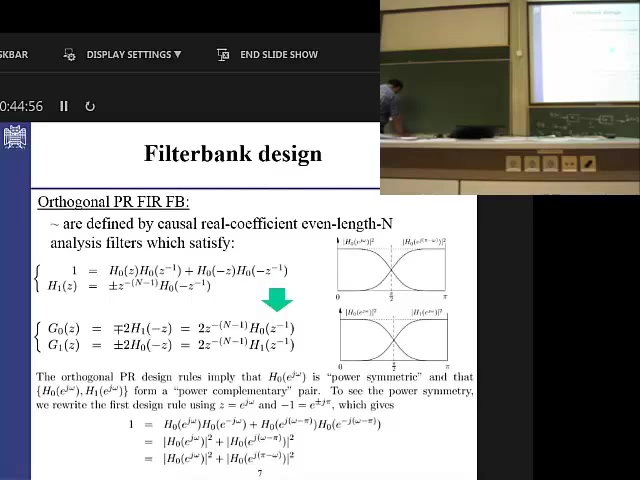 SKBAR
DISPLAY SETTINGS ▼
END SLIDE SHOW
0:44:56
Filterbank design
Orthogonal PR FIR FB:
~ are defined by causal real-coefficient even-length-N
analysis filters which satisfy:
1 = H₀(z)H₀(z⁻¹) + H₀(−z)H₀(−z⁻¹)
H₁(z) = ±z^{−(N−1)}H₀(−z⁻¹)
G₀(z) = ∓2H₁(−z) = 2z^{−(N−1)}H₀(z⁻¹)
G₁(z) = ±2H₀(−z) = 2z^{−(N−1)}H₁(z⁻¹)
|H₀(e^{jω})|² |H₀(e^{j(π−ω)})|²
0 π/2 π
|H₀(e^{jω})|² |H₁(e^{jω})|²
0 π/2 π
The orthogonal PR design rules imply that H₀(e^{jω}) is "power symmetric" and that
{H₀(e^{jω}), H₁(e^{jω})} form a "power complementary" pair. To see the power symmetry,
we rewrite the first design rule using z = e^{jω} and −1 = e^{±jπ}, which gives
1 = H₀(e^{jω})H₀(e^{−jω}) + H₀(e^{j(ω−π)})H₀(e^{−j(ω−π)})
= |H₀(e^{jω})|² + |H₀(e^{j(ω−π)})|²
= |H₀(e^{jω})|² + |H₀(e^{j(π−ω)})|²
7